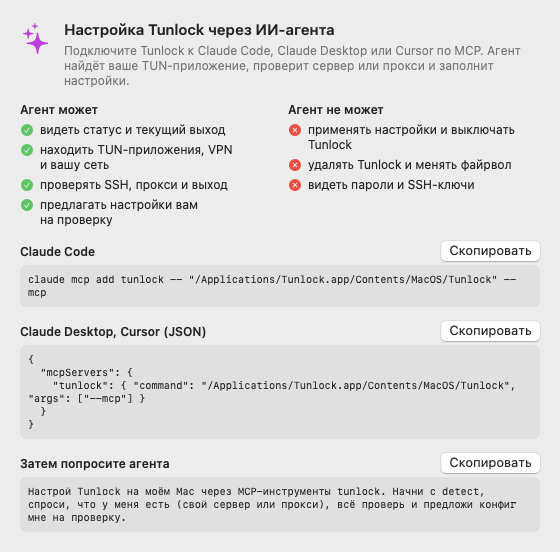 Настройка Tunlock через ИИ-агента
Подключите Tunlock к Claude Code, Claude Desktop или Cursor по MCP. Агент
найдёт ваше TUN-приложение, проверит сервер или прокси и заполнит
настройки.
Агент может
видеть статус и текущий выход
находить TUN-приложения, VPN
и вашу сеть
проверять SSH, прокси и выход
предлагать настройки вам
на проверку
Агент не может
применять настройки и выключать
Tunlock
удалять Tunlock и менять файрвол
видеть пароли и SSH-ключи
Claude Code
Скопировать
claude mcp add tunlock -- "/Applications/Tunlock.app/Contents/MacOS/Tunlock" --
mcp
Claude Desktop, Cursor (JSON)
Скопировать
{
  "mcpServers": {
    "tunlock": { "command": "/Applications/Tunlock.app/Contents/MacOS/Tunlock",
"args": ["--mcp"] }
  }
}
Затем попросите агента
Скопировать
Настрой Tunlock на моём Mac через MCP-инструменты tunlock. Начни с detect,
спроси, что у меня есть (свой сервер или прокси), всё проверь и предложи конфиг
мне на проверку.